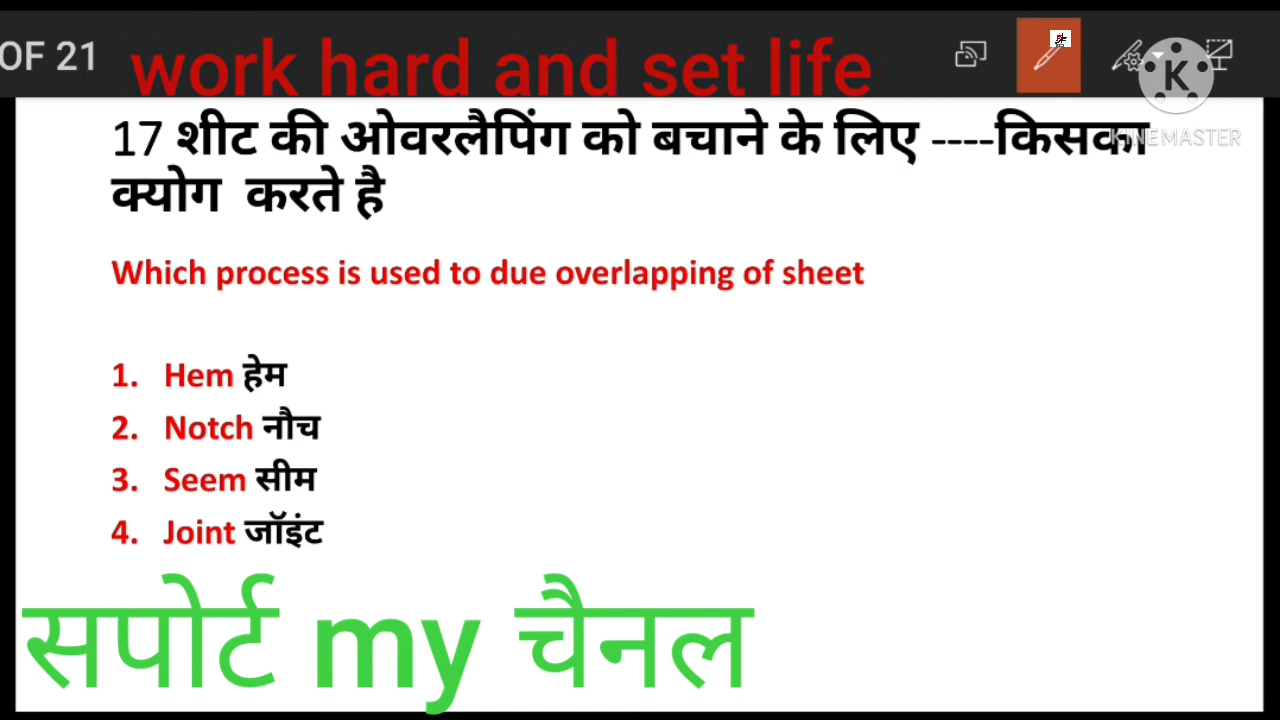 OF 21
work hard and set life
KINEMASTER
17 शीट की ओवरलैपिंग को बचाने के लिए ----किसका
क्योग करते है
Which process is used to due overlapping of sheet
1. Hem हेम
2. Notch नौच
3. Seem सीम
4. Joint जॉइंट
सपोर्ट my चैनल